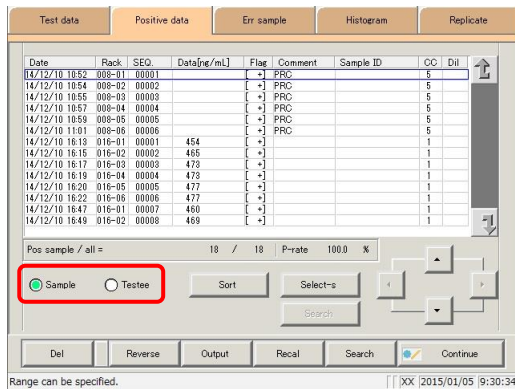 Test data Positive data Err sample Histogram Replicate
Date Rack SEQ. Data[ng/mL] Flag Comment Sample ID CC Dil
14/12/10 10:52 008-01 00001 [ +] PRC 5
14/12/10 10:54 008-02 00002 [ +] PRC 5
14/12/10 10:55 008-03 00003 [ +] PRC 5
14/12/10 10:57 008-04 00004 [ +] PRC 5
14/12/10 10:59 008-05 00005 [ +] PRC 5
14/12/10 11:01 008-06 00006 [ +] PRC 5
14/12/10 16:13 016-01 00001 454 [ +] 1
14/12/10 16:15 016-02 00002 465 [ +] 1
14/12/10 16:17 016-03 00003 473 [ +] 1
14/12/10 16:19 016-04 00004 473 [ +] 1
14/12/10 16:20 016-05 00005 477 [ +] 1
14/12/10 16:22 016-06 00006 477 [ +] 1
14/12/10 16:47 016-01 00007 460 [ +] 1
14/12/10 16:49 016-02 00008 469 [ +] 1
Pos sample / all = 18 / 18 P-rate 100.0 %
Sample Testee Sort Select-s
Search
Del Reverse Output Recal Search Continue
Range can be specified. XX 2015/01/05 9:30:34